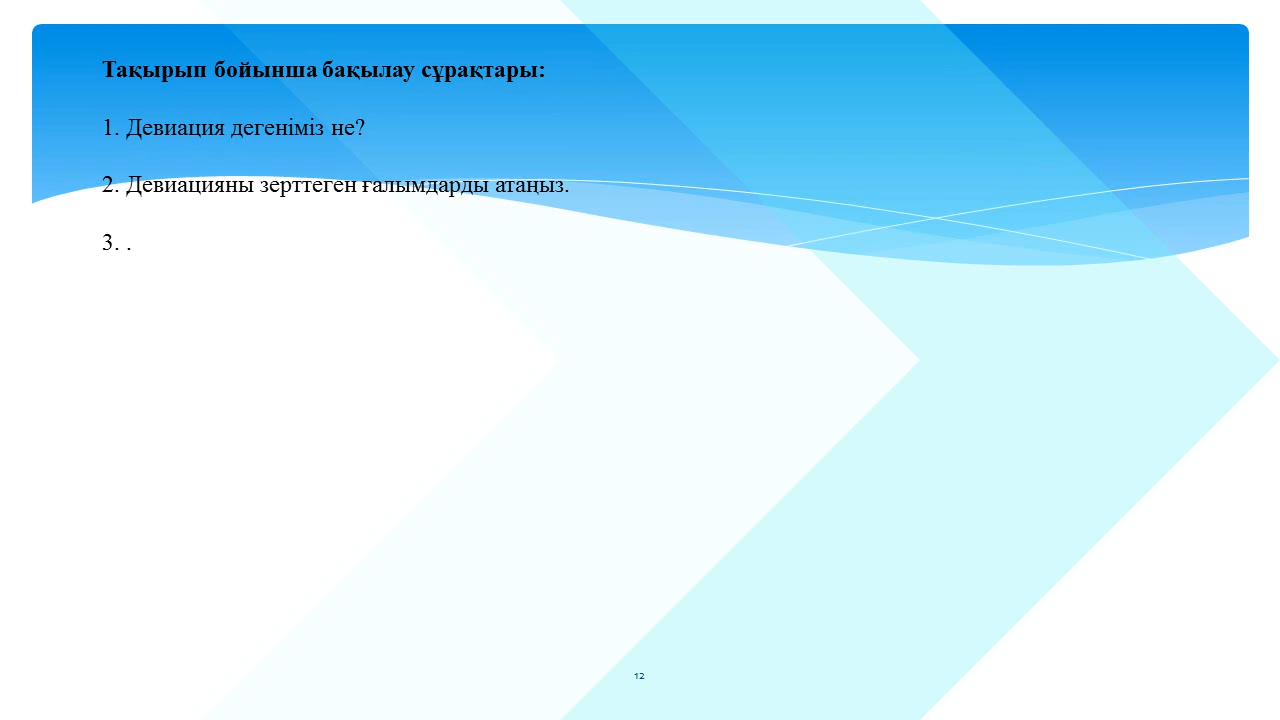 Тақырып бойынша бақылау сұрақтары:
1. Девиация дегеніміз не?
2. Девиацияны зерттеген ғалымдарды атаңыз.
3. .
12